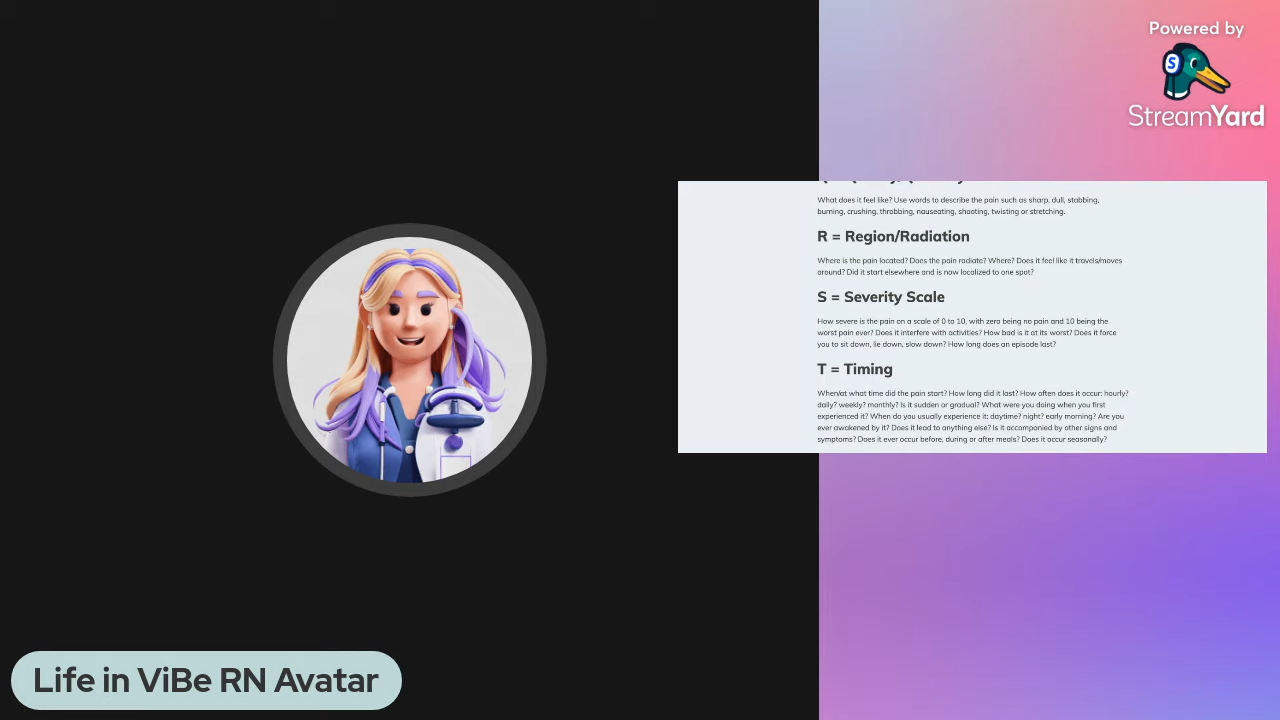 Powered by
S
StreamYard
What does it feel like? Use words to describe the pain such as sharp, dull, stabbing,
burning, crushing, throbbing, nauseating, shooting, twisting or stretching.
R = Region/Radiation
Where is the pain located? Does the pain radiate? Where? Does it feel like it travels/moves
around? Did it start elsewhere and is now localized to one spot?
S = Severity Scale
How severe is the pain on a scale of 0 to 10, with zero being no pain and 10 being the
worst pain ever? Does it interfere with activities? How bad is it at its worst? Does it force
you to sit down, lie down, slow down? How long does an episode last?
T = Timing
When/at what time did the pain start? How long did it last? How often does it occur: hourly?
daily? weekly? monthly? Is it sudden or gradual? What were you doing when you first
experienced it? When do you usually experience it: daytime? night? early morning? Are you
ever awakened by it? Does it lead to anything else? Is it accompanied by other signs and
symptoms? Does it ever occur before, during or after meals? Does it occur seasonally?
Life in ViBe RN Avatar